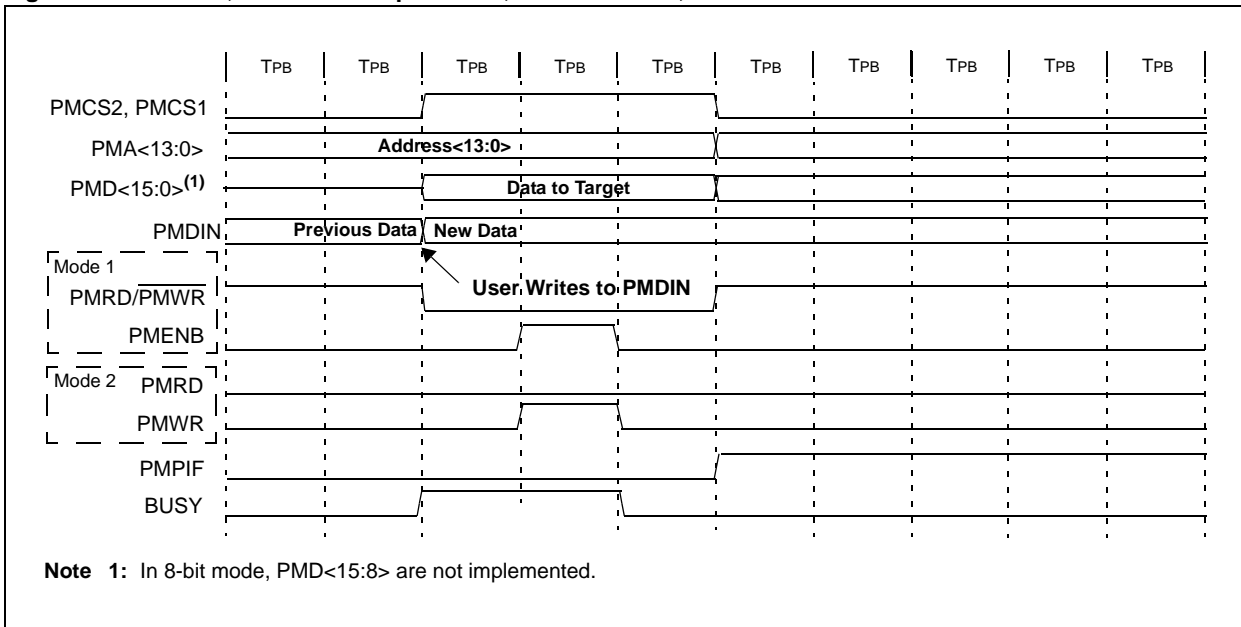 TPB TPB TPB TPB TPB TPB TPB TPB TPB TPB
PMCS2, PMCS1
PMA<13:0> Address<13:0>
PMD<15:0>(1) Data to Target
PMDIN Previous Data New Data
Mode 1
User Writes to PMDIN
PMRD/PMWR
PMENB
Mode 2
PMRD
PMWR
PMPIF
BUSY
Note 1: In 8-bit mode, PMD<15:8> are not implemented.